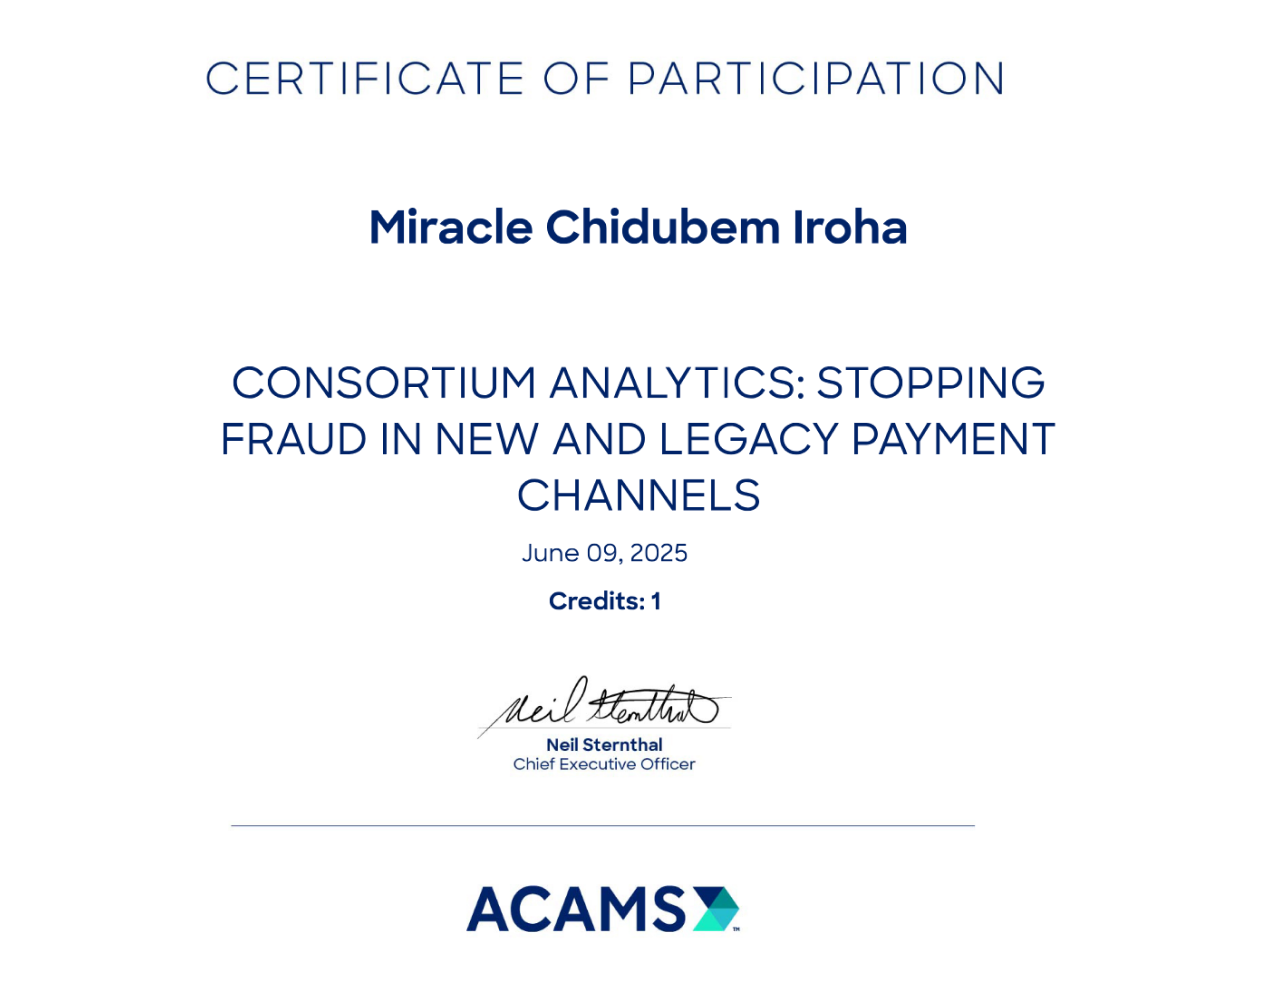 CERTIFICATE OF PARTICIPATION
Miracle Chidubem Iroha
CONSORTIUM ANALYTICS: STOPPING
FRAUD IN NEW AND LEGACY PAYMENT
CHANNELS
June 09, 2025
Credits: 1
Neil Sternthal
Neil Sternthal
Chief Executive Officer
ACAMS™